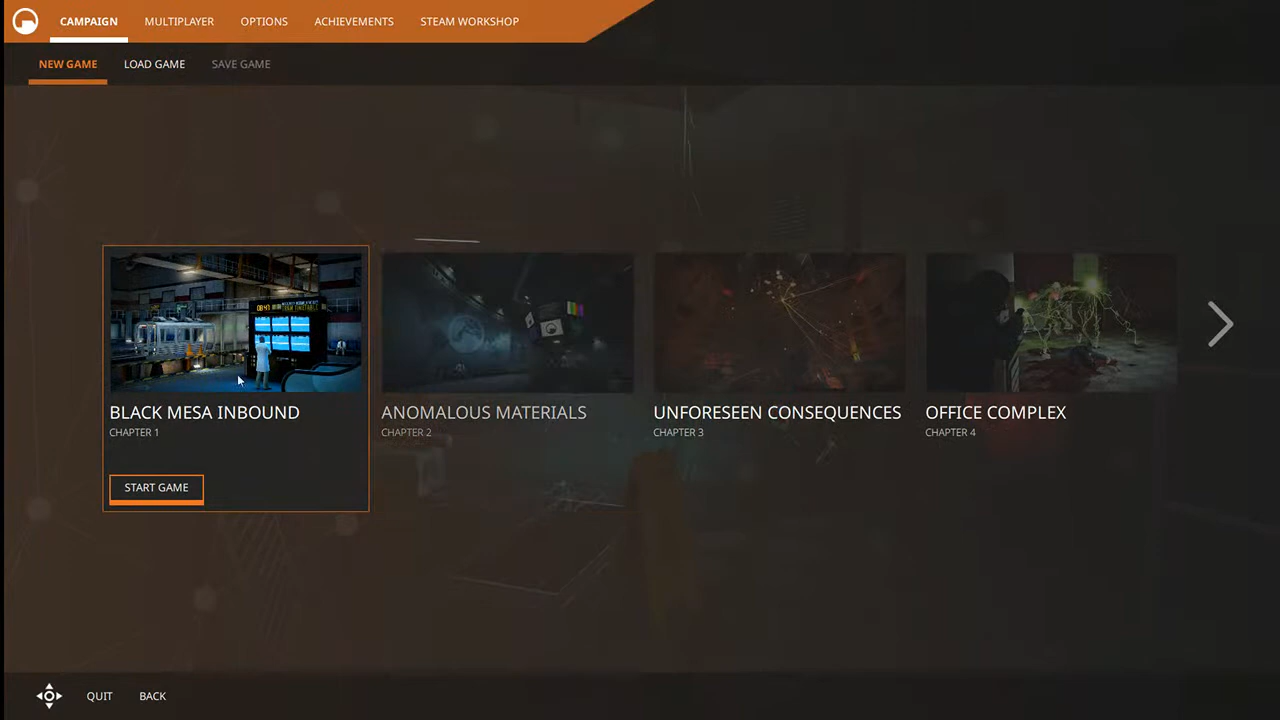 CAMPAIGN MULTIPLAYER OPTIONS ACHIEVEMENTS STEAM WORKSHOP
NEW GAME LOAD GAME SAVE GAME
BLACK MESA INBOUND
CHAPTER 1
START GAME
ANOMALOUS MATERIALS
CHAPTER 2
UNFORESEEN CONSEQUENCES
CHAPTER 3
OFFICE COMPLEX
CHAPTER 4
QUIT BACK